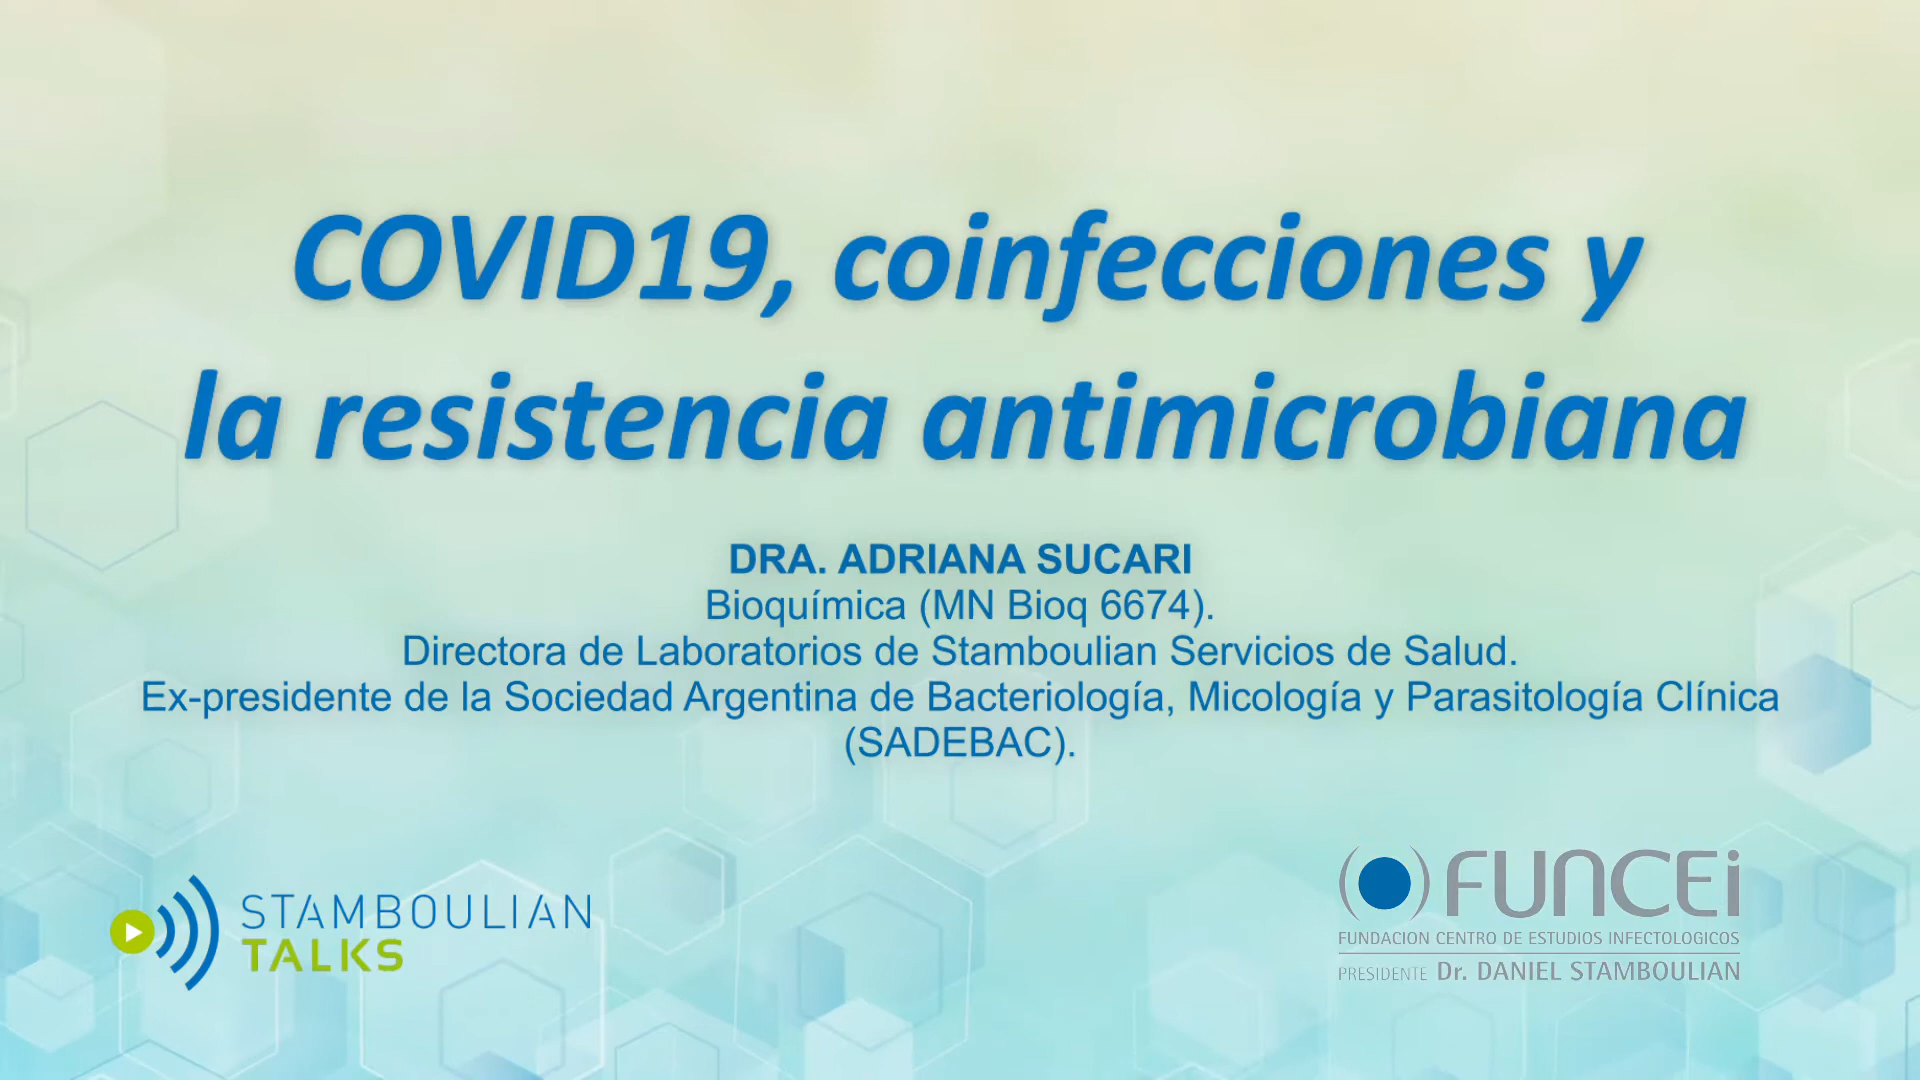 COVID19, coinfecciones y
la resistencia antimicrobiana
DRA. ADRIANA SUCARI
Bioquímica (MN Bioq 6674).
Directora de Laboratorios de Stamboulian Servicios de Salud.
Ex-presidente de la Sociedad Argentina de Bacteriología, Micología y Parasitología Clínica
(SADEBAC).
STAMBOULIAN
TALKS
FUNCEi
FUNDACION CENTRO DE ESTUDIOS INFECTOLOGICOS
PRESIDENTE Dr. DANIEL STAMBOULIAN